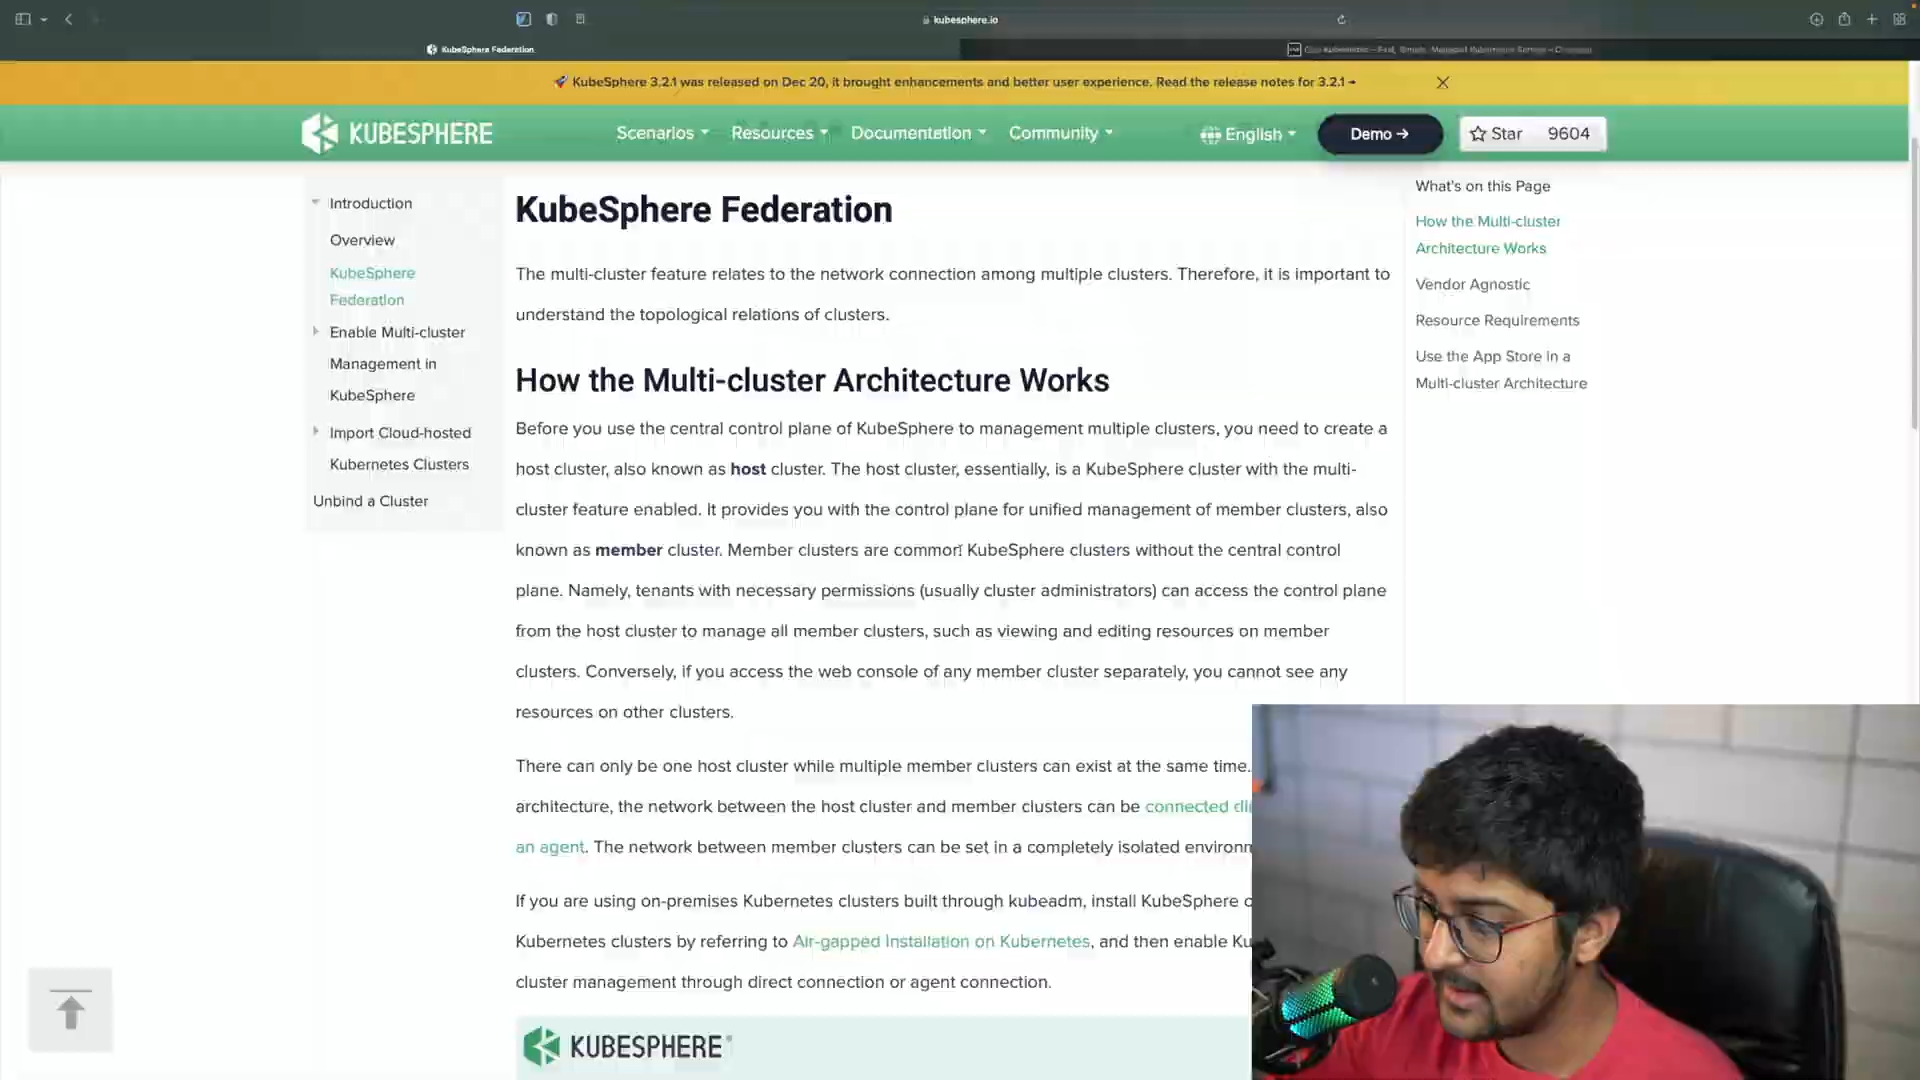 kubesphere.io
KubeSphere Federation
KubeSphere 3.2.1 was released on Dec 20, it brought enhancements and better user experience. Read the release notes for 3.2.1
KUBESPHERE
Scenarios
Resources
Documentation
Community
English
Demo →
Star 9604
Introduction
Overview
KubeSphere
Federation
Enable Multi-cluster
Management in
KubeSphere
Import Cloud-hosted
Kubernetes Clusters
Unbind a Cluster
KubeSphere Federation
The multi-cluster feature relates to the network connection among multiple clusters. Therefore, it is important to
understand the topological relations of clusters.
How the Multi-cluster Architecture Works
Before you use the central control plane of KubeSphere to management multiple clusters, you need to create a
host cluster, also known as host cluster. The host cluster, essentially, is a KubeSphere cluster with the multi-
cluster feature enabled. It provides you with the control plane for unified management of member clusters, also
known as member cluster. Member clusters are common KubeSphere clusters without the central control
plane. Namely, tenants with necessary permissions (usually cluster administrators) can access the control plane
from the host cluster to manage all member clusters, such as viewing and editing resources on member
clusters. Conversely, if you access the web console of any member cluster separately, you cannot see any
resources on other clusters.
There can only be one host cluster while multiple member clusters can exist at the same time.
architecture, the network between the host cluster and member clusters can be connected
an agent. The network between member clusters can be set in a completely isolated
If you are using on-premises Kubernetes clusters built through kubeadm, install KubeSphere
Kubernetes clusters by referring to Air-gapped Installation on Kubernetes, and then enable
cluster management through direct connection or agent connection.
KUBESPHERE
What's on this Page
How the Multi-cluster
Architecture Works
Vendor Agnostic
Resource Requirements
Use the App Store in a
Multi-cluster Architecture